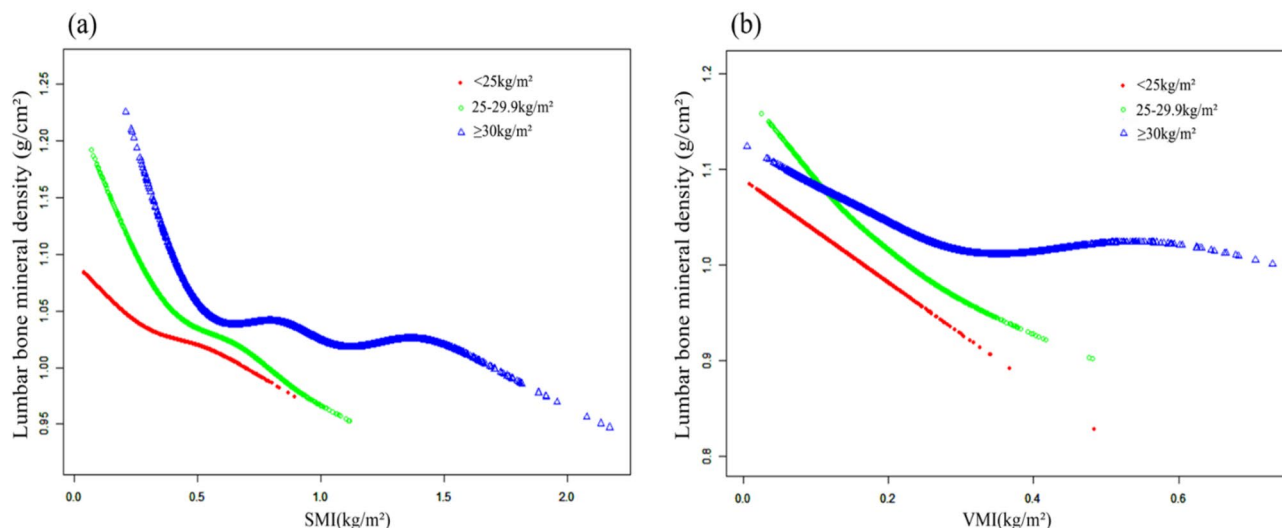 (a)
Lumbar bone mineral density (g/cm²)
1.25
1.20
1.15
1.10
1.05
1.00
0.95
<25kg/m²
25-29.9kg/m²
≥30kg/m²
0.0 0.5 1.0 1.5 2.0
SMI(kg/m²)
(b)
Lumbar bone mineral density (g/cm²)
1.2
1.1
1.0
0.9
0.8
<25kg/m²
25-29.9kg/m²
≥30kg/m²
0.0 0.2 0.4 0.6
VMI(kg/m²)